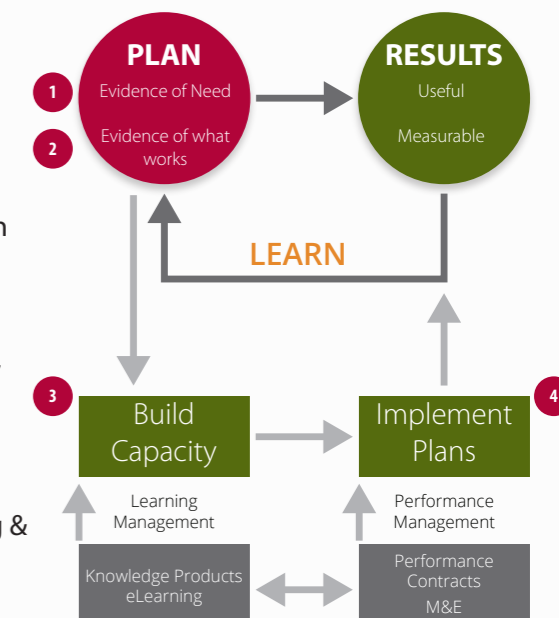 PLAN
RESULTS
1
Evidence of Need
Useful
2
Evidence of what
works
Measurable
n
LEARN
3
Build
Capacity
Implement
Plans
4
Learning
Management
Performance
Management
g &
Knowledge Products
eLearning
Performance
Contracts
M&E